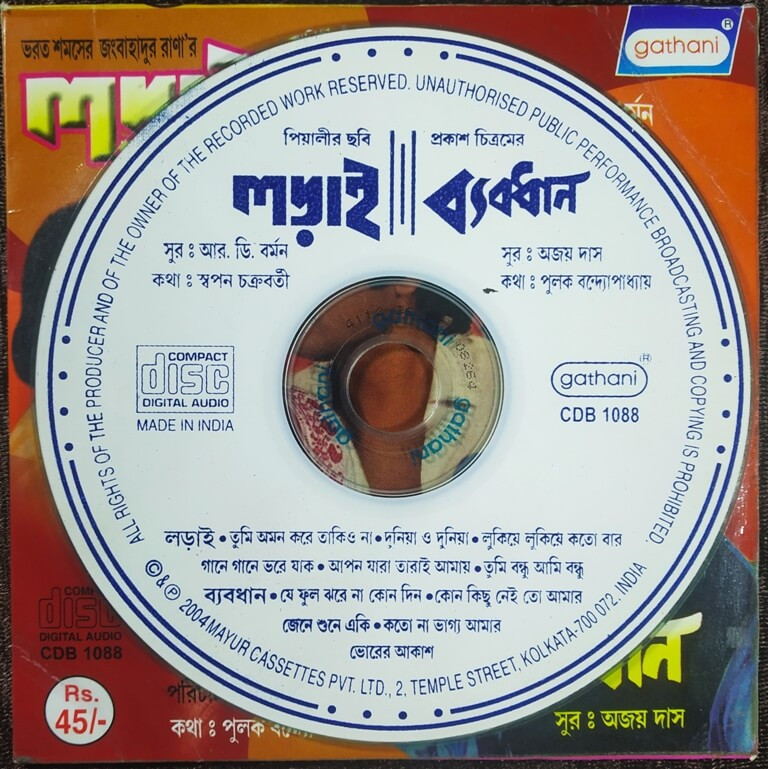 ভরত শমসের জংবাহাদুর রাণা'র
gathani
®
পিয়ালীর ছবি
প্রকাশ চিত্রমের
লড়াই
ব্যবধান
সুর : আর. ডি. বর্মন
সুর : অজয় দাস
কথা : স্বপন চক্রবর্তী
কথা : পুলক বন্দ্যোপাধ্যায়
COMPACT
disc
DIGITAL AUDIO
MADE IN INDIA
gathani
(R)
CDB 1088
ALL RIGHTS OF THE PRODUCER AND OF THE OWNER OF THE RECORDED WORK RESERVED. UNAUTHORISED PUBLIC PERFORMANCE BROADCASTING AND COPYING IS PROHIBITED.
লড়াই • তুমি অমন করে তাকিও না • দুনিয়া ও দুনিয়া • লুকিয়ে লুকিয়ে কতো বার
গানে গানে ভরে যাক • আপন যারা তারাই আমায় • তুমি বন্ধু আমি বন্ধু
ব্যবধান • যে ফুল ঝরে না কোন দিন • কোন কিছু নেই তো আমার
জেনে শুনে একি • কতো না ভাগ্য আমার
ভোরের আকাশ
© & ℗ 2004 MAYUR CASSETTES PVT. LTD., 2, TEMPLE STREET, KOLKATA-700 072. INDIA
disc
DIGITAL AUDIO
CDB 1088
Rs.
45/-
কথা : পুলক
সুর : অজয় দাস